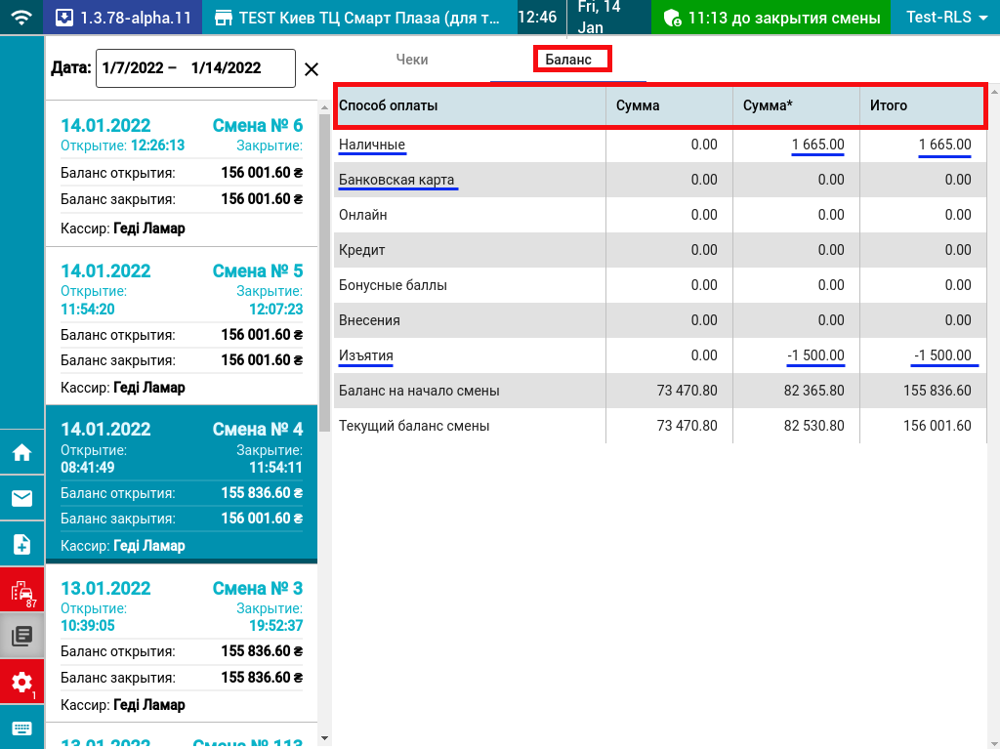 1.3.78-alpha.11
TEST Киев ТЦ Смарт Плаза (для т...
12:46
Fri, 14 Jan
11:13 до закрытия смены
Test-RLS
Дата: 1/7/2022 – 1/14/2022
14.01.2022 Смена № 6
Открытие: 12:26:13 Закрытие:
Баланс открытия: 156 001.60 ₴
Баланс закрытия: 156 001.60 ₴
Кассир: Геді Ламар
14.01.2022 Смена № 5
Открытие: Закрытие:
11:54:20 12:07:23
Баланс открытия: 156 001.60 ₴
Баланс закрытия: 156 001.60 ₴
Кассир: Геді Ламар
14.01.2022 Смена № 4
Открытие: Закрытие:
08:41:49 11:54:11
Баланс открытия: 155 836.60 ₴
Баланс закрытия: 156 001.60 ₴
Кассир: Геді Ламар
13.01.2022 Смена № 3
Открытие: Закрытие:
10:39:05 19:52:37
Баланс открытия: 155 836.60 ₴
Баланс закрытия: 155 836.60 ₴
Кассир: Геді Ламар
13.01.2022 Смена № 113
87
1
Чеки Баланс
Способ оплаты Сумма Сумма* Итого
Наличные 0.00 1 665.00 1 665.00
Банковская карта 0.00 0.00 0.00
Онлайн 0.00 0.00 0.00
Кредит 0.00 0.00 0.00
Бонусные баллы 0.00 0.00 0.00
Внесения 0.00 0.00 0.00
Изъятия 0.00 -1 500.00 -1 500.00
Баланс на начало смены 73 470.80 82 365.80 155 836.60
Текущий баланс смены 73 470.80 82 530.80 156 001.60